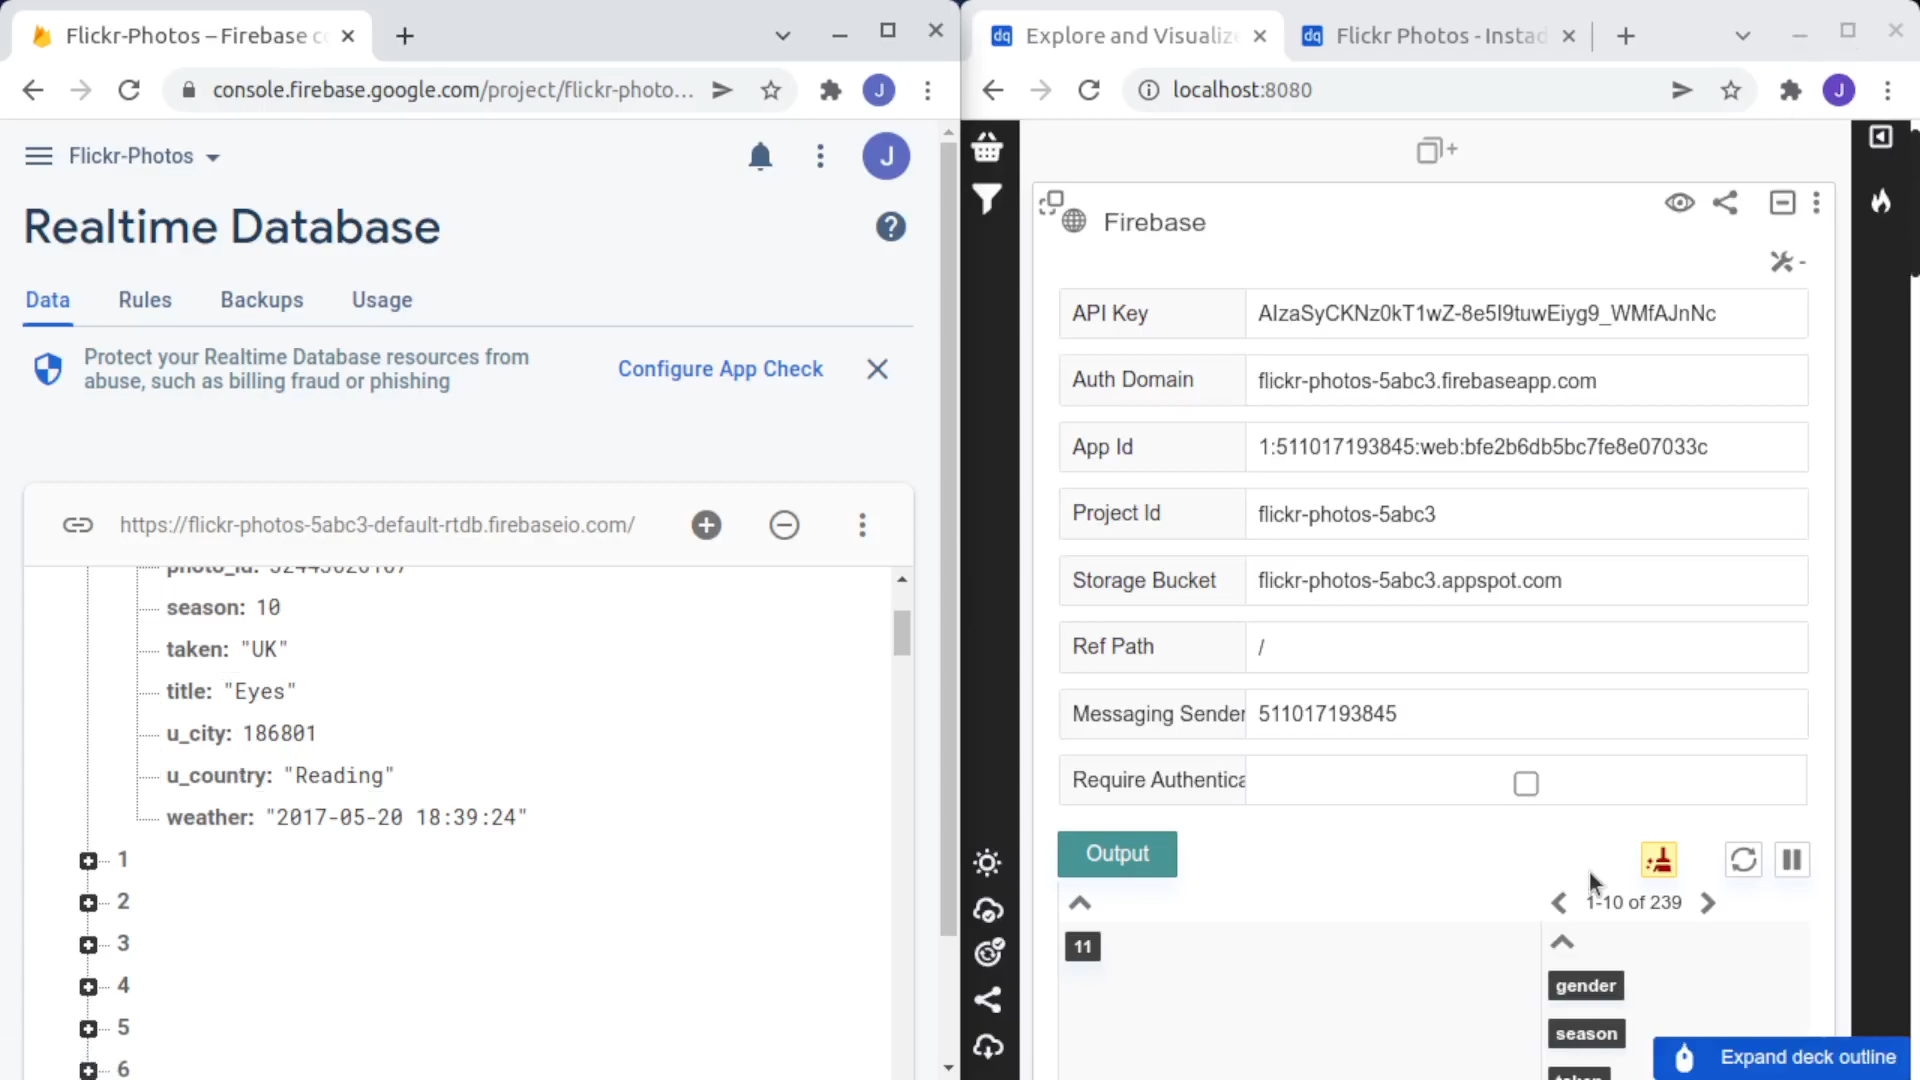 Flickr-Photos – Firebase c
console.firebase.google.com/project/flickr-photo...
J
Flickr-Photos
J
Realtime Database
Data
Rules
Backups
Usage
Protect your Realtime Database resources from
abuse, such as billing fraud or phishing
Configure App Check
https://flickr-photos-5abc3-default-rtdb.firebaseio.com/
season: 10
taken: "UK"
title: "Eyes"
u_city: 186801
u_country: "Reading"
weather: "2017-05-20 18:39:24"
1
2
3
4
5
6
dq Explore and Visualiz
dq Flickr Photos - Instad
localhost:8080
J
Firebase
API Key AIzaSyCKNz0kT1wZ-8e5I9tuwEiyg9_WMfAJnNc
Auth Domain flickr-photos-5abc3.firebaseapp.com
App Id 1:511017193845:web:bfe2b6db5bc7fe8e07033c
Project Id flickr-photos-5abc3
Storage Bucket flickr-photos-5abc3.appspot.com
Ref Path /
Messaging Sender 511017193845
Require Authentica
Output
1-10 of 239
11
gender
season
Expand deck outline